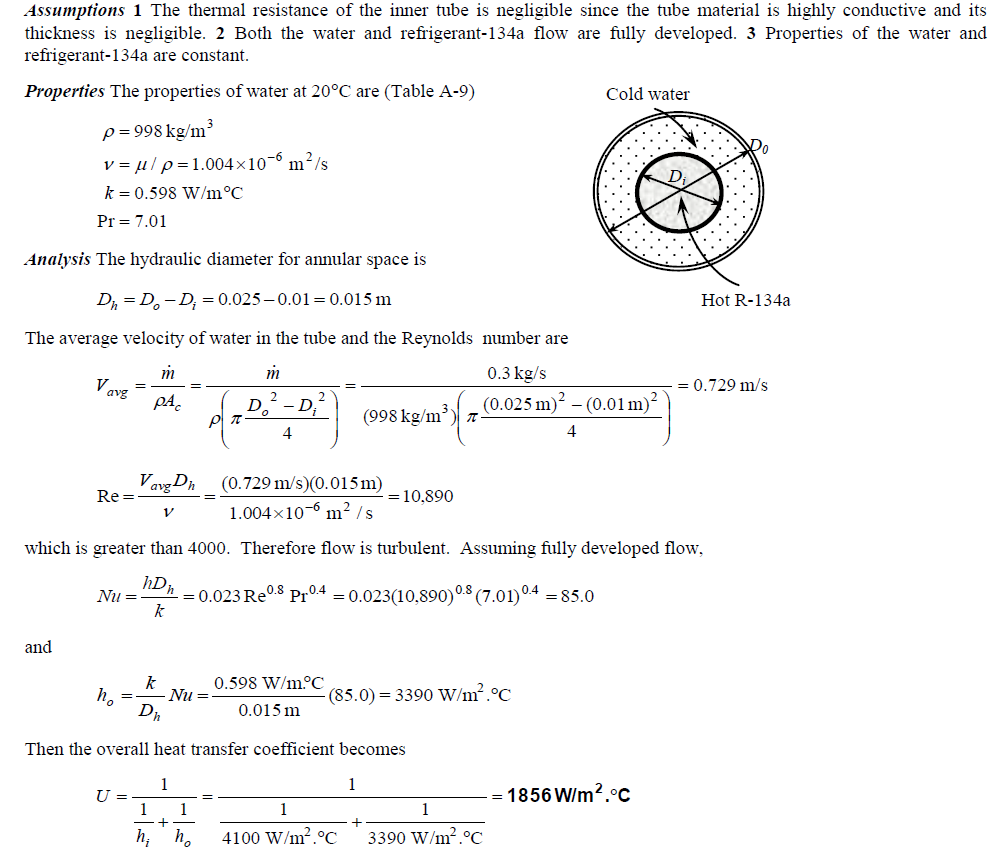 Assumptions 1 The thermal resistance of the inner tube is negligible since the tube material is highly conductive and its
thickness is negligible. 2 Both the water and refrigerant-134a flow are fully developed. 3 Properties of the water and
refrigerant-134a are constant.
Properties The properties of water at 20°C are (Table A-9)
ρ = 998 kg/m³
ν = μ / ρ = 1.004×10⁻⁶ m²/s
k = 0.598 W/m°C
Pr = 7.01
Cold water
Dₒ
Dᵢ
Hot R-134a
Analysis The hydraulic diameter for annular space is
Dₕ = Dₒ − Dᵢ = 0.025 − 0.01 = 0.015 m
The average velocity of water in the tube and the Reynolds number are
V_avg = ṁ / (ρA_c) = ṁ / (ρ(π (Dₒ² − Dᵢ²) / 4)) = 0.3 kg/s / ((998 kg/m³)(π ((0.025 m)² − (0.01 m)²) / 4)) = 0.729 m/s
Re = V_avg Dₕ / ν = (0.729 m/s)(0.015 m) / (1.004×10⁻⁶ m² / s) = 10,890
which is greater than 4000. Therefore flow is turbulent. Assuming fully developed flow,
Nu = hDₕ / k = 0.023 Re^0.8 Pr^0.4 = 0.023(10,890)^0.8 (7.01)^0.4 = 85.0
and
hₒ = k / Dₕ Nu = 0.598 W/m.°C / 0.015 m (85.0) = 3390 W/m².°C
Then the overall heat transfer coefficient becomes
U = 1 / (1/hᵢ + 1/hₒ) = 1 / (1 / 4100 W/m².°C + 1 / 3390 W/m².°C) = 1856 W/m².°C